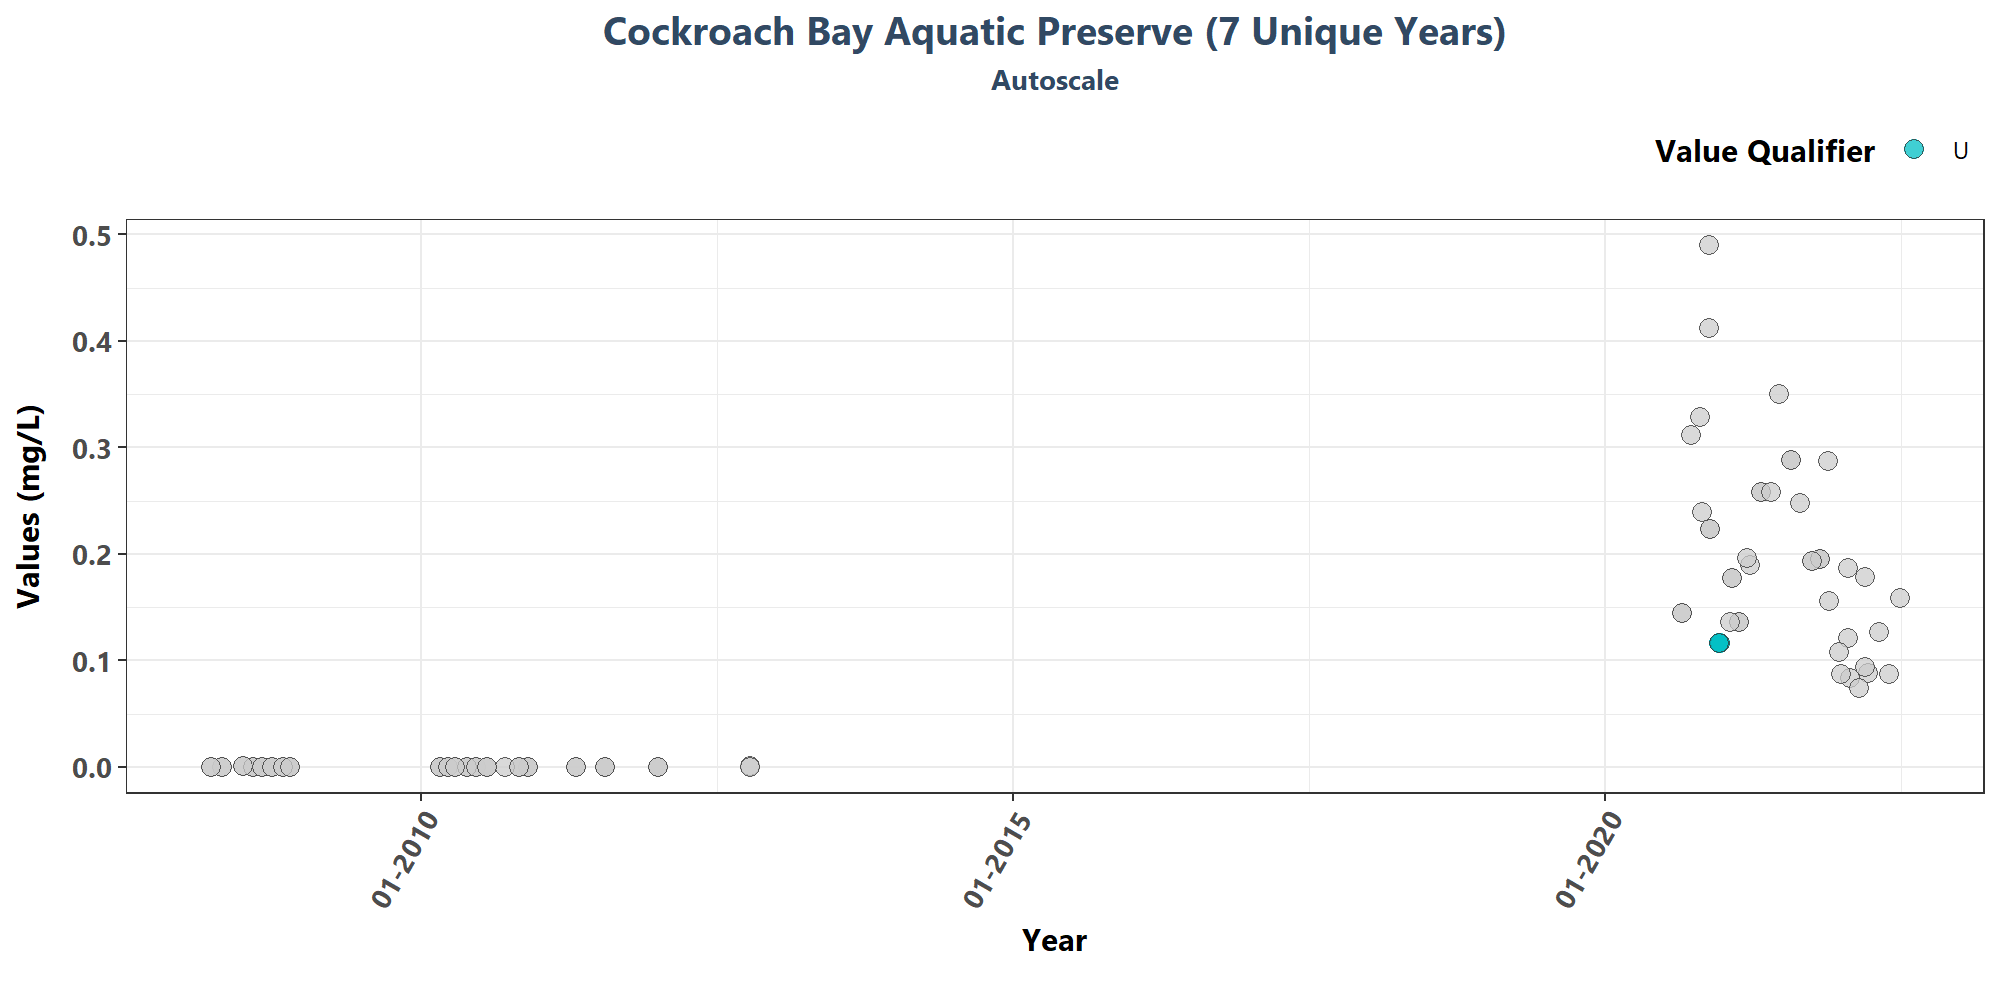 Cockroach Bay Aquatic Preserve (7 Unique Years)
Autoscale
Value Qualifier U
Values (mg/L)
0.5
0.4
0.3
0.2
0.1
0.0
01-2010
01-2015
01-2020
Year